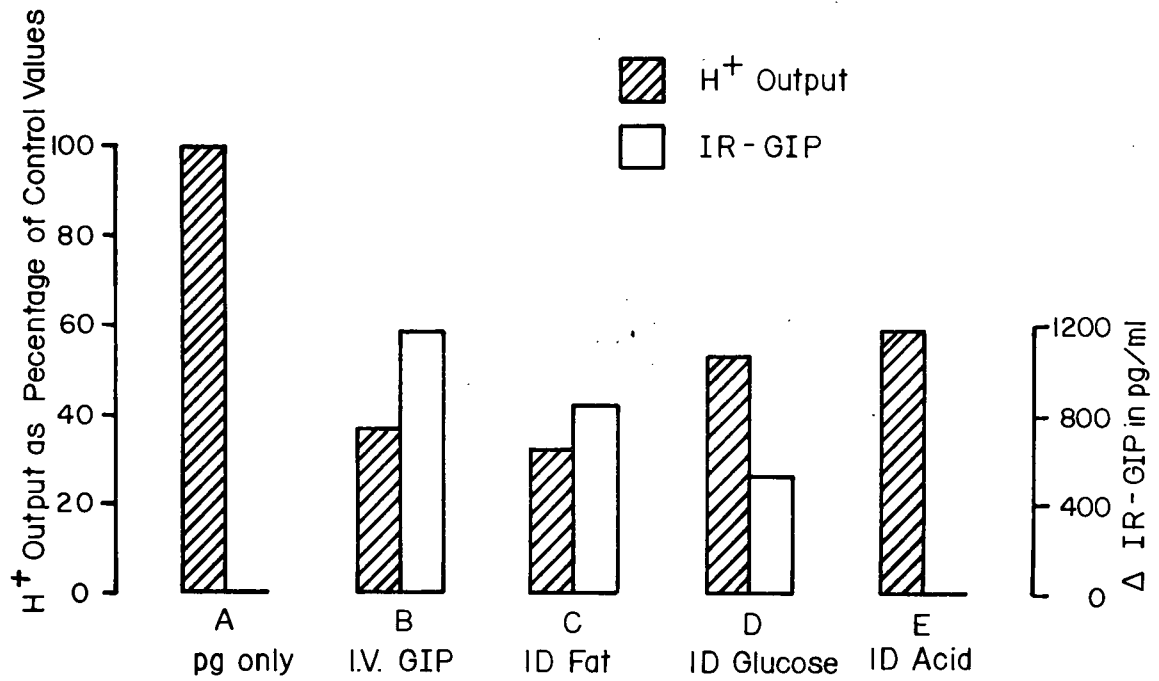 H+ Output as Pecentage of Control Values
H+ Output
IR-GIP
100
80
60
40
20
0
1200
800
400
0
Δ IR-GIP in pg/ml
A
B
C
D
E
pg only
I.V. GIP
ID Fat
ID Glucose
ID Acid